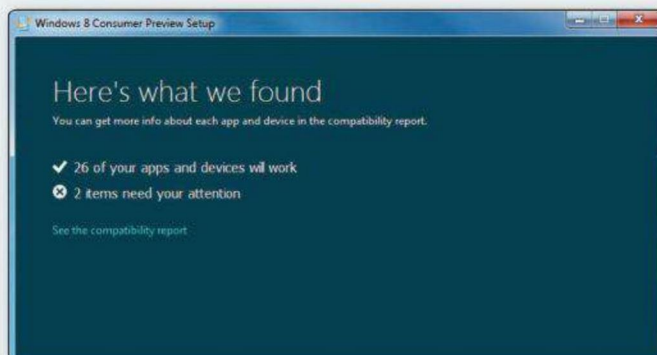 Windows 8 Consumer Preview Setup
Here's what we found
You can get more info about each app and device in the compatibility report.
26 of your apps and devices will work
2 items need your attention
See the compatibility report